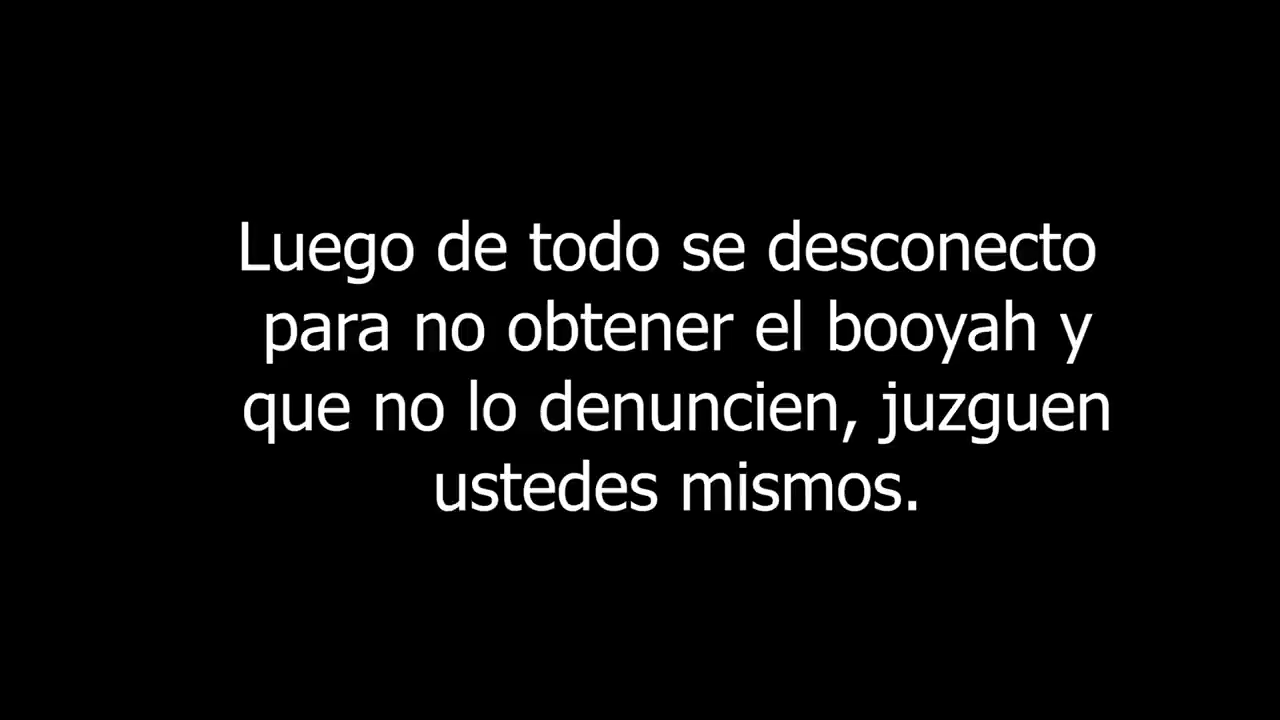 Luego de todo se desconecto
para no obtener el booyah y
que no lo denuncien, juzguen
ustedes mismos.